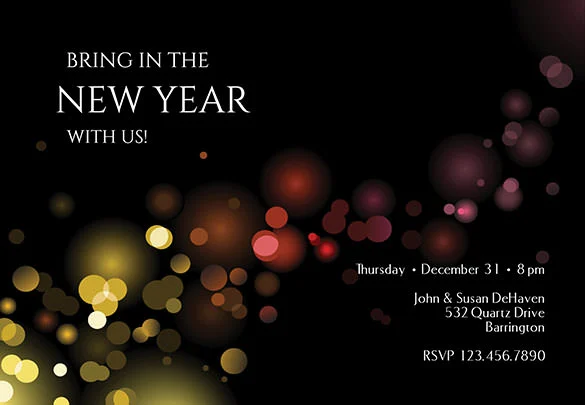 BRING IN THE
NEW YEAR
WITH US!
Thursday • December 31 • 8 pm
John & Susan DeHaven
532 Quartz Drive
Barrington
RSVP 123.456.7890